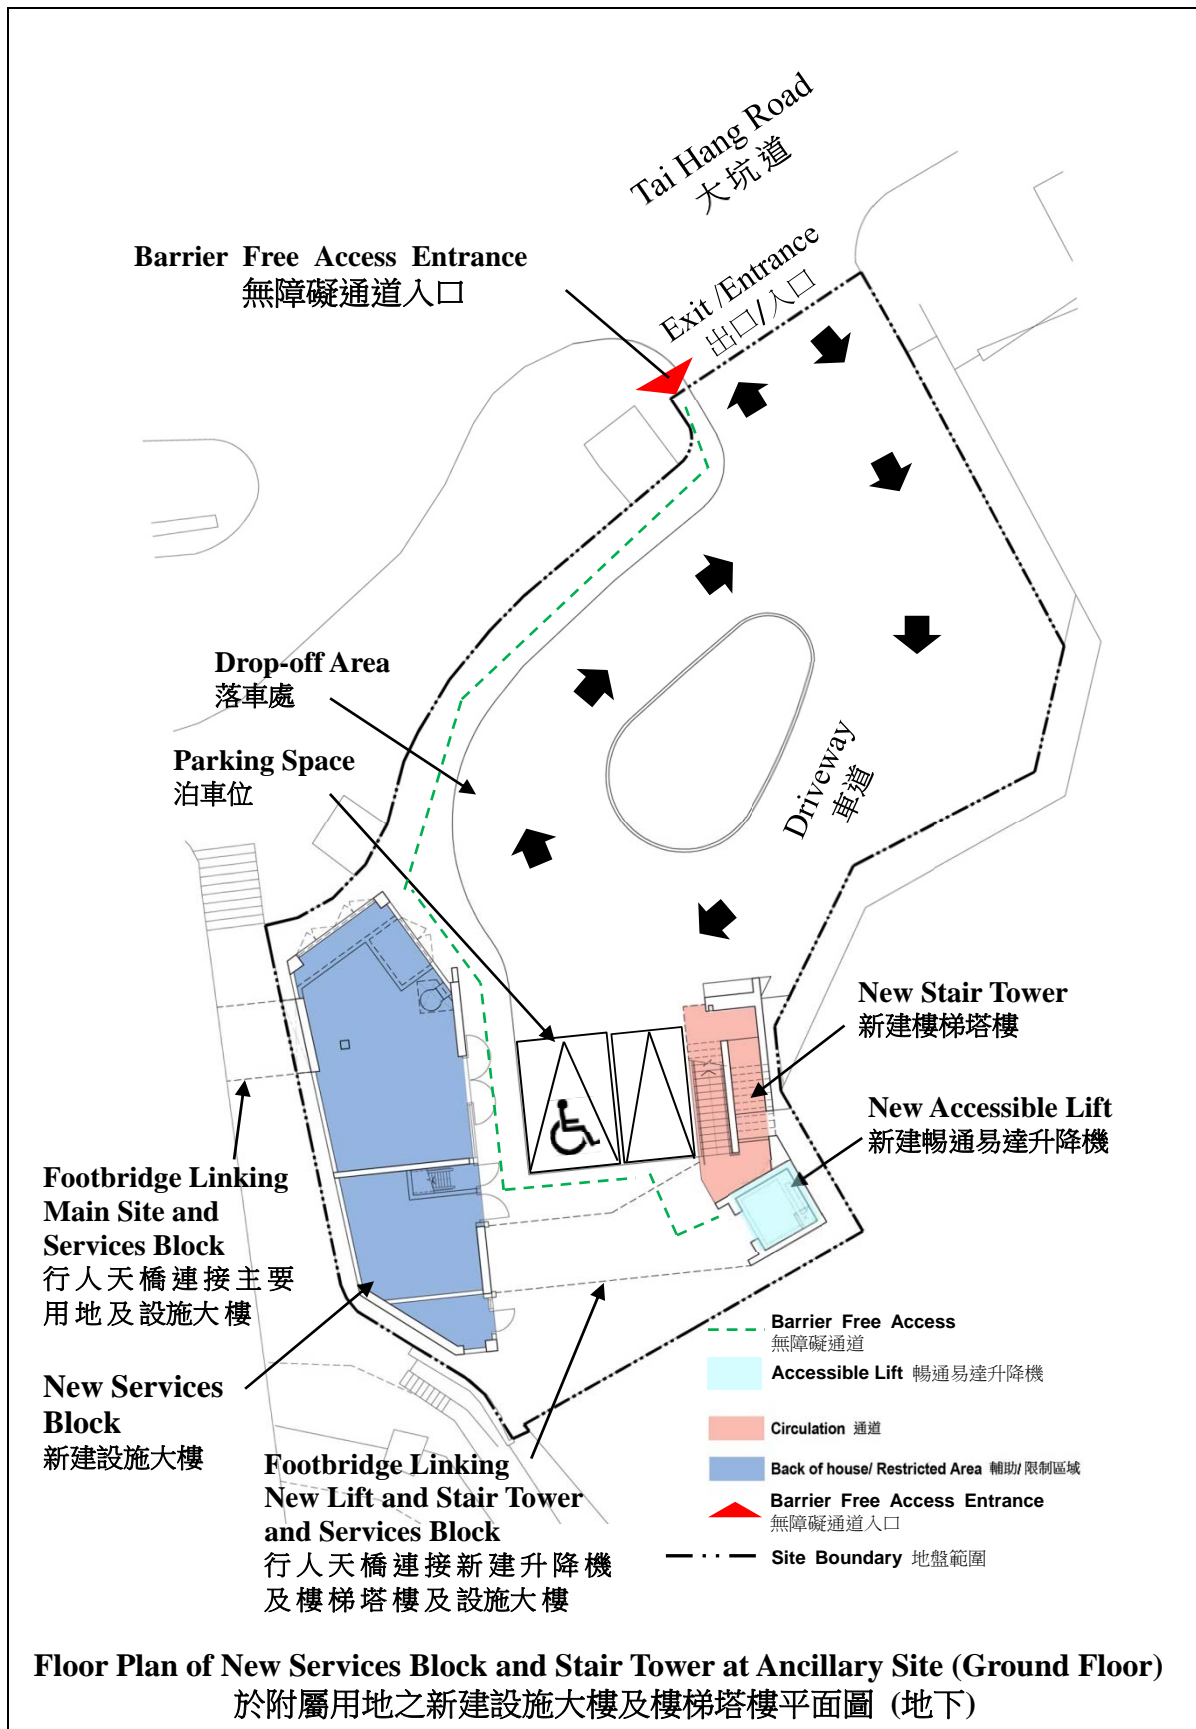 Tai Hang Road
大坑道
Barrier Free Access Entrance
無障礙通道入口
Exit /Entrance
出口/入口
Drop-off Area
落車處
Parking Space
泊車位
Driveway
車道
New Stair Tower
新建樓梯塔樓
New Accessible Lift
新建暢通易達升降機
Footbridge Linking
Main Site and
Services Block
行人天橋連接主要
用地及設施大樓
New Services
Block
新建設施大樓
Footbridge Linking
New Lift and Stair Tower
and Services Block
行人天橋連接新建升降機
及樓梯塔樓及設施大樓
Barrier Free Access
無障礙通道
Accessible Lift 暢通易達升降機
Circulation 通道
Back of house/ Restricted Area 輔助/ 限制區域
Barrier Free Access Entrance
無障礙通道入口
Site Boundary 地盤範圍
Floor Plan of New Services Block and Stair Tower at Ancillary Site (Ground Floor)
於附屬用地之新建設施大樓及樓梯塔樓平面圖 (地下)